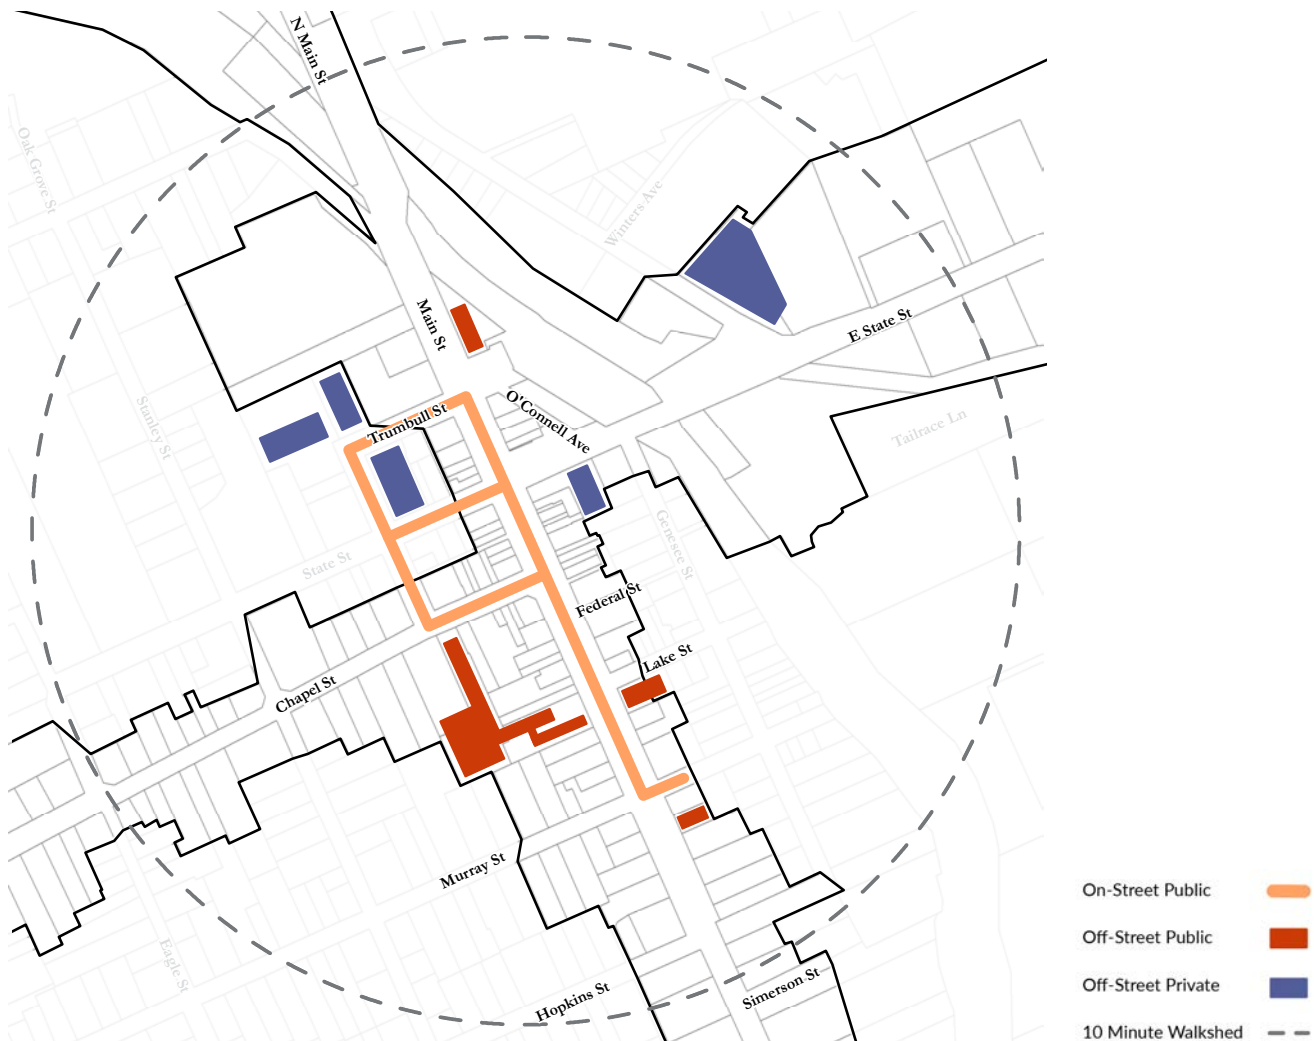 N Main St
Oak Grove St
Winters Ave
Main St
E State St
Stanley St
O'Connell Ave
Trumbull St
Tailrace Ln
Genesee St
State St
Federal St
Lake St
Chapel St
Murray St
Eagle St
Hopkins St
Simerson St
On-Street Public
Off-Street Public
Off-Street Private
10 Minute Walkshed